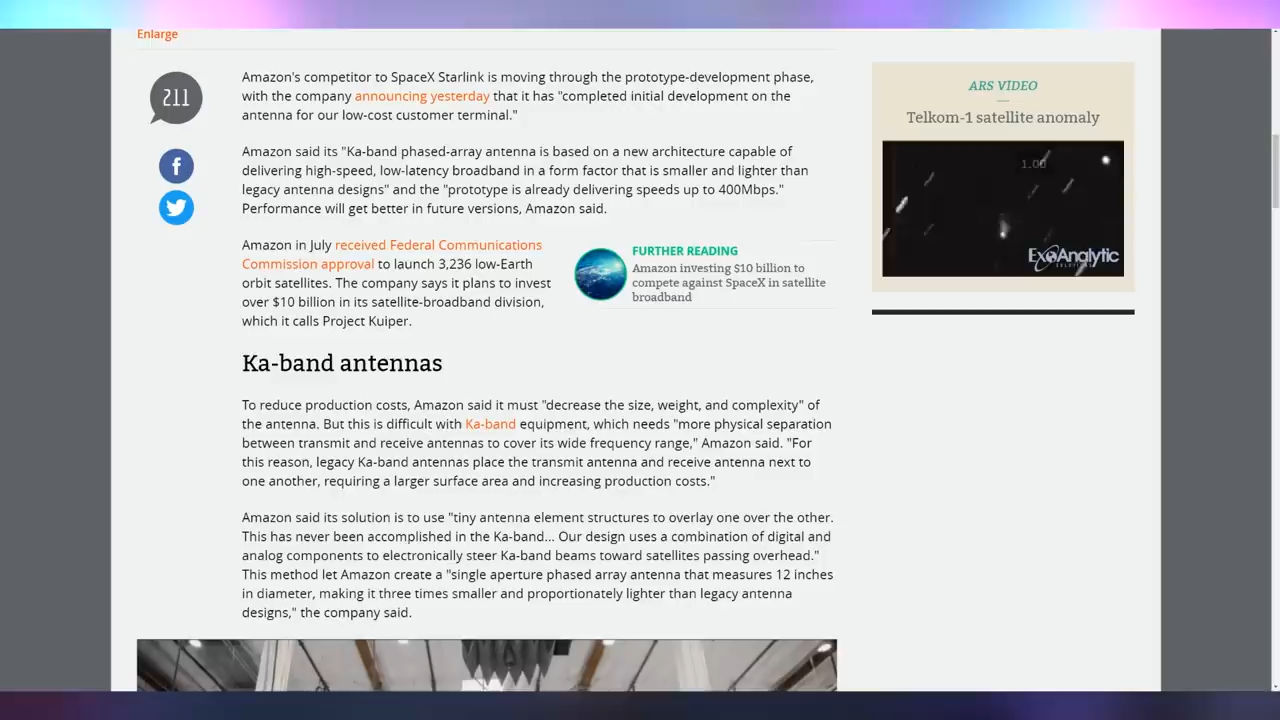 Enlarge
211
Amazon's competitor to SpaceX Starlink is moving through the prototype-development phase,
with the company announcing yesterday that it has "completed initial development on the
antenna for our low-cost customer terminal."
Amazon said its "Ka-band phased-array antenna is based on a new architecture capable of
delivering high-speed, low-latency broadband in a form factor that is smaller and lighter than
legacy antenna designs" and the "prototype is already delivering speeds up to 400Mbps."
Performance will get better in future versions, Amazon said.
Amazon in July received Federal Communications
Commission approval to launch 3,236 low-Earth
orbit satellites. The company says it plans to invest
over $10 billion in its satellite-broadband division,
which it calls Project Kuiper.
FURTHER READING
Amazon investing $10 billion to
compete against SpaceX in satellite
broadband
Ka-band antennas
To reduce production costs, Amazon said it must "decrease the size, weight, and complexity" of
the antenna. But this is difficult with Ka-band equipment, which needs "more physical separation
between transmit and receive antennas to cover its wide frequency range," Amazon said. "For
this reason, legacy Ka-band antennas place the transmit antenna and receive antenna next to
one another, requiring a larger surface area and increasing production costs."
Amazon said its solution is to use "tiny antenna element structures to overlay one over the other.
This has never been accomplished in the Ka-band... Our design uses a combination of digital and
analog components to electronically steer Ka-band beams toward satellites passing overhead."
This method let Amazon create a "single aperture phased array antenna that measures 12 inches
in diameter, making it three times smaller and proportionately lighter than legacy antenna
designs," the company said.
ARS VIDEO
Telkom-1 satellite anomaly
1.00
ExoAnalytic
SOLUTIONS